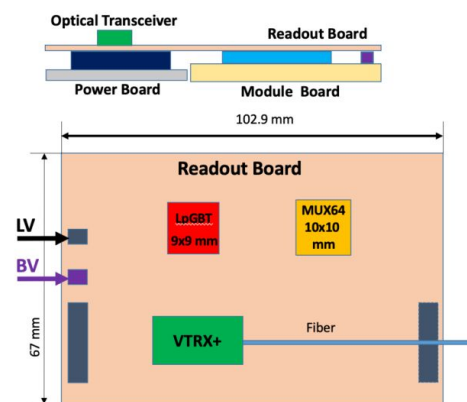 Optical Transceiver
Readout Board
Power Board
Module Board
102.9 mm
Readout Board
LpGBT
9x9 mm
MUX64
10x10
mm
LV
BV
67 mm
VTRX+
Fiber